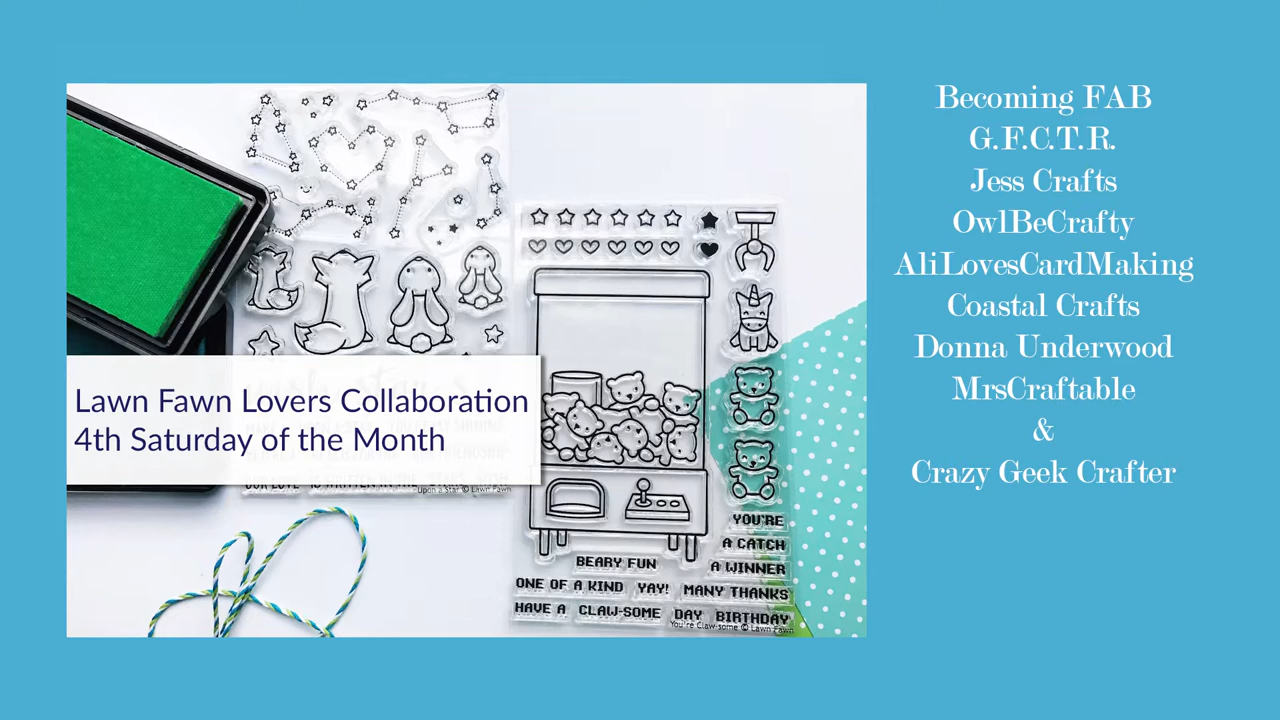 Becoming FAB
G.F.C.T.R.
Jess Crafts
OwlBeCrafty
AliLovesCardMaking
Coastal Crafts
Donna Underwood
MrsCraftable
&
Crazy Geek Crafter
Lawn Fawn Lovers Collaboration
4th Saturday of the Month
Upon a Star © Lawn Fawn
YOU'RE
A CATCH
BEARY FUN
A WINNER
ONE OF A KIND YAY! MANY THANKS
HAVE A CLAW-SOME DAY BIRTHDAY
You're Claw-some © Lawn Fawn